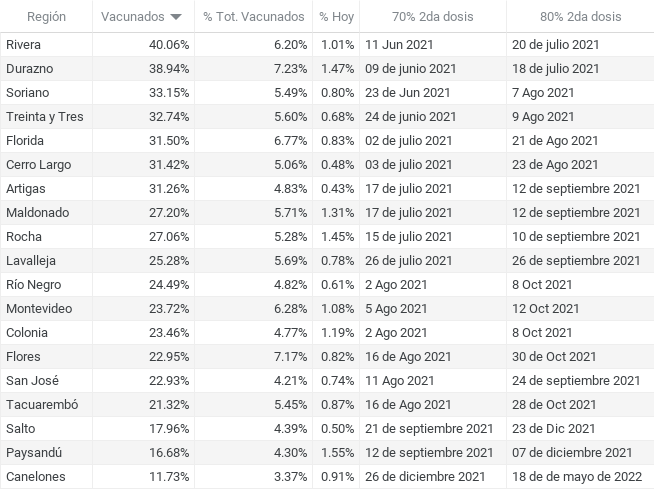 Región Vacunados % Tot. Vacunados % Hoy 70% 2da dosis 80% 2da dosis
Rivera 40.06% 6.20% 1.01% 11 Jun 2021 20 de julio 2021
Durazno 38.94% 7.23% 1.47% 09 de junio 2021 18 de julio 2021
Soriano 33.15% 5.49% 0.80% 23 de Jun 2021 7 Ago 2021
Treinta y Tres 32.74% 5.60% 0.68% 24 de junio 2021 9 Ago 2021
Florida 31.50% 6.77% 0.83% 02 de julio 2021 21 de Ago 2021
Cerro Largo 31.42% 5.06% 0.48% 03 de julio 2021 23 de Ago 2021
Artigas 31.26% 4.83% 0.43% 17 de julio 2021 12 de septiembre 2021
Maldonado 27.20% 5.71% 1.31% 17 de julio 2021 12 de septiembre 2021
Rocha 27.06% 5.28% 1.45% 15 de julio 2021 10 de septiembre 2021
Lavalleja 25.28% 5.69% 0.78% 26 de julio 2021 26 de septiembre 2021
Río Negro 24.49% 4.82% 0.61% 2 Ago 2021 8 Oct 2021
Montevideo 23.72% 6.28% 1.08% 5 Ago 2021 12 Oct 2021
Colonia 23.46% 4.77% 1.19% 2 Ago 2021 8 Oct 2021
Flores 22.95% 7.17% 0.82% 16 de Ago 2021 30 de Oct 2021
San José 22.93% 4.21% 0.74% 11 Ago 2021 24 de septiembre 2021
Tacuarembó 21.32% 5.45% 0.87% 16 de Ago 2021 28 de Oct 2021
Salto 17.96% 4.39% 0.50% 21 de septiembre 2021 23 de Dic 2021
Paysandú 16.68% 4.30% 1.55% 12 de septiembre 2021 07 de diciembre 2021
Canelones 11.73% 3.37% 0.91% 26 de diciembre 2021 18 de de mayo de 2022